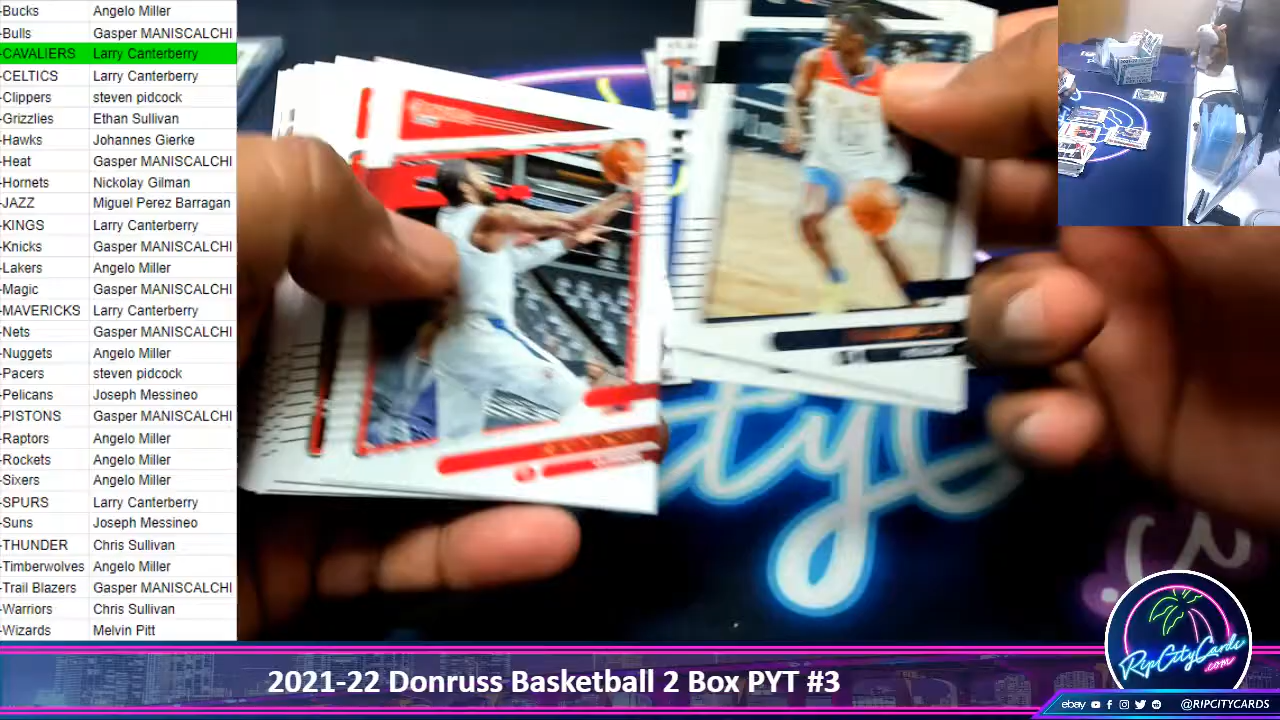 -Bucks Angelo Miller
-Bulls Gasper MANISCALCHI
-CAVALIERS Larry Canterberry
-CELTICS Larry Canterberry
-Clippers steven pidcock
-Grizzlies Ethan Sullivan
-Hawks Johannes Gierke
-Heat Gasper MANISCALCHI
-Hornets Nickolay Gilman
-JAZZ Miguel Perez Barragan
-KINGS Larry Canterberry
-Knicks Gasper MANISCALCHI
-Lakers Angelo Miller
-Magic Gasper MANISCALCHI
-MAVERICKS Larry Canterberry
-Nets Gasper MANISCALCHI
-Nuggets Angelo Miller
-Pacers steven pidcock
-Pelicans Joseph Messineo
-PISTONS Gasper MANISCALCHI
-Raptors Angelo Miller
-Rockets Angelo Miller
-Sixers Angelo Miller
-SPURS Larry Canterberry
-Suns Joseph Messineo
-THUNDER Chris Sullivan
-Timberwolves Angelo Miller
-Trail Blazers Gasper MANISCALCHI
-Warriors Chris Sullivan
-Wizards Melvin Pitt
RipCityCards
.com
2021-22 Donruss Basketball 2 Box PYT #3
ebay @RIPCITYCARDS